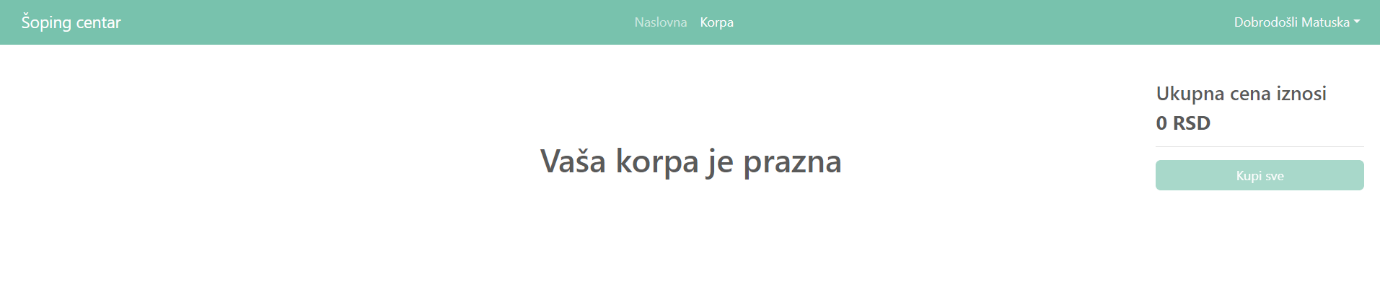 Šoping centar
Naslovna
Korpa
Dobrodošli Matuska
Ukupna cena iznosi
0 RSD
Vaša korpa je prazna
Kupi sve